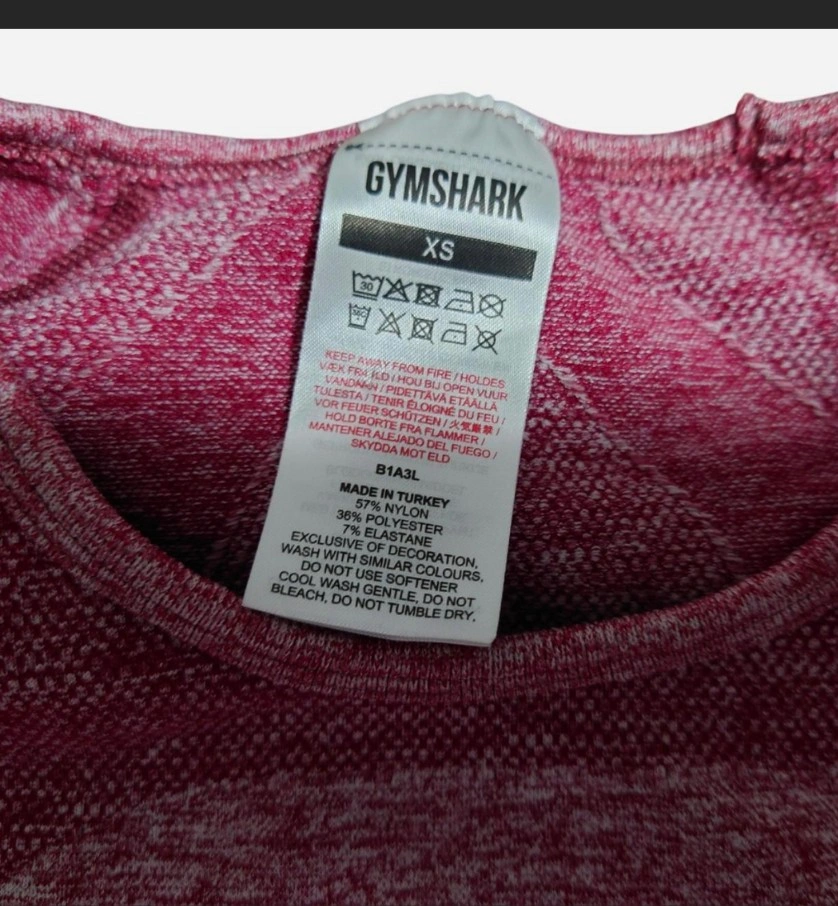 GYMSHARK
XS
30
KEEP AWAY FROM FIRE / HOLDES
VÆK FRA ILD / HOU BIJ OPEN VUUR
VANDAAN / PIDETTÄVÄ ETÄÄLLÄ
TULESTA / TENIR ÉLOIGNÉ DU FEU /
VOR FEUER SCHÜTZEN / 火気厳禁 /
HOLD BORTE FRA FLAMMER /
MANTENER ALEJADO DEL FUEGO /
SKYDDA MOT ELD
B1A3L
MADE IN TURKEY
57% NYLON
36% POLYESTER
7% ELASTANE
EXCLUSIVE OF DECORATION,
WASH WITH SIMILAR COLOURS,
DO NOT USE SOFTENER
COOL WASH GENTLE, DO NOT
BLEACH, DO NOT TUMBLE DRY,